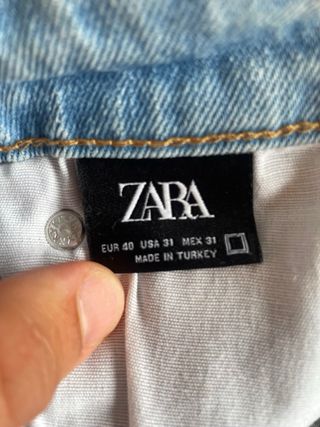 ZARA
EUR 40 USA 31 MEX 31
MADE IN TURKEY